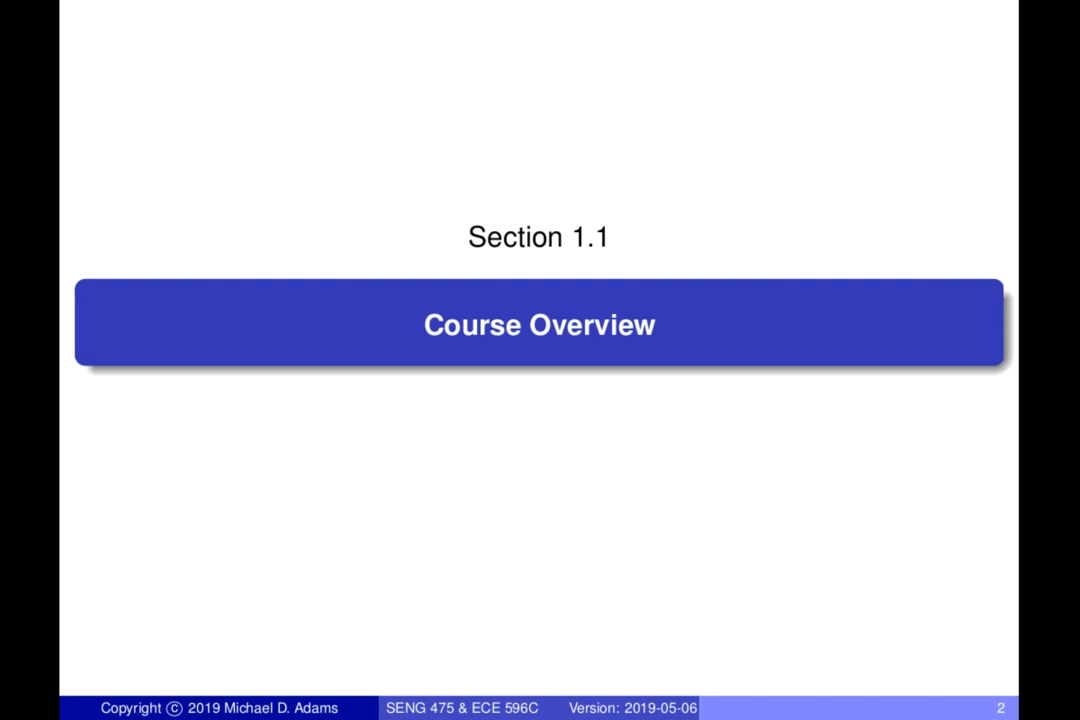 Section 1.1
Course Overview
Copyright ⓒ 2019 Michael D. Adams SENG 475 & ECE 596C Version: 2019-05-06 2